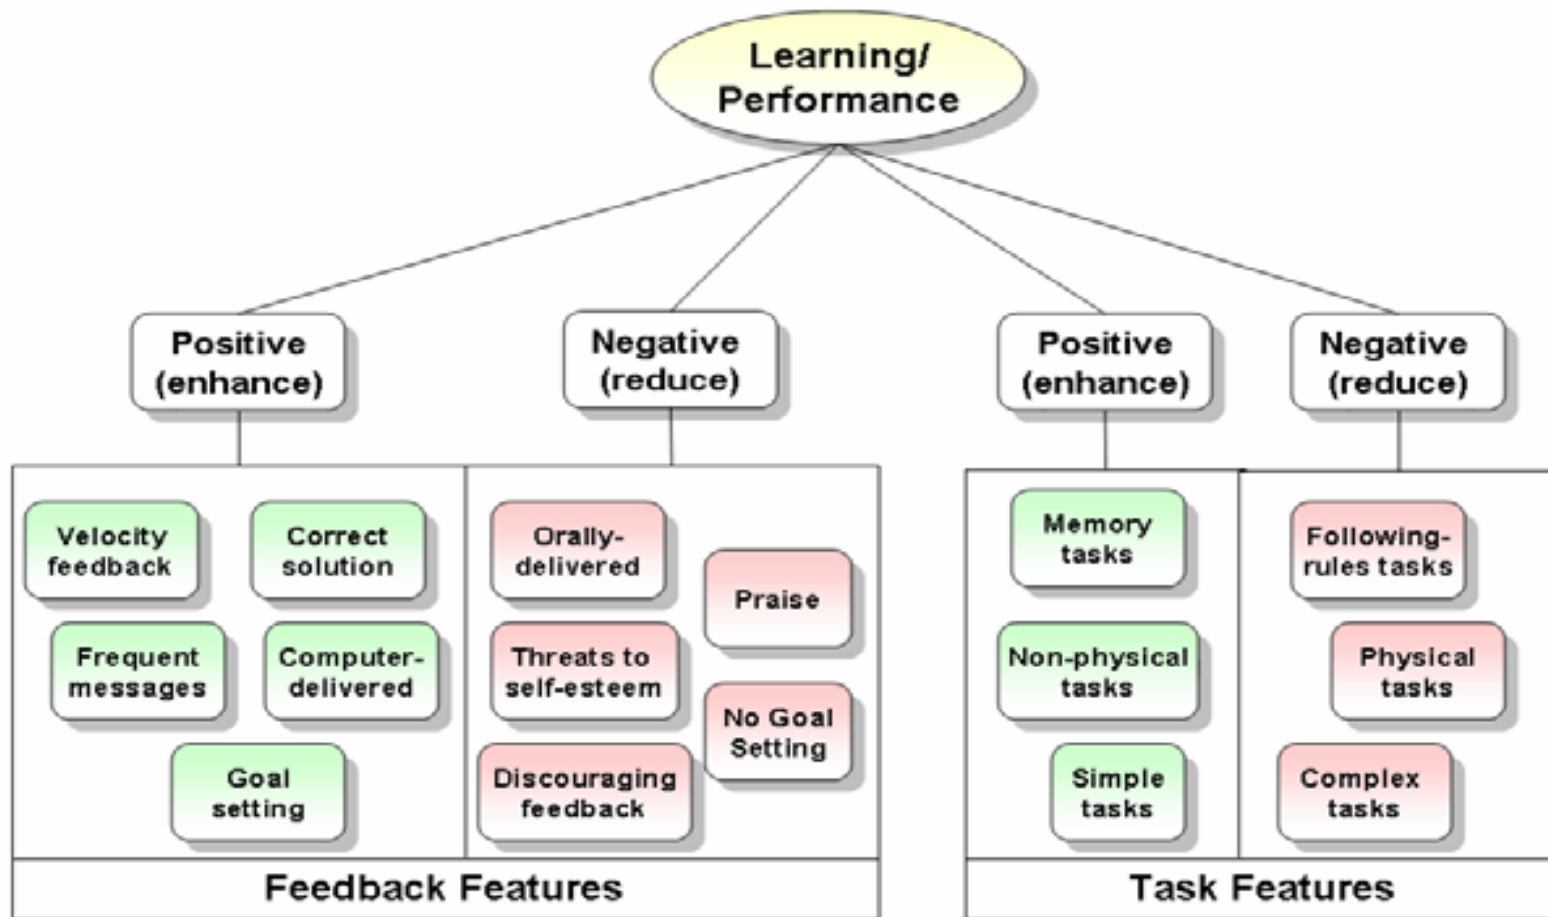 Learning/
Performance
Positive
(enhance)
Negative
(reduce)
Positive
(enhance)
Negative
(reduce)
Velocity
feedback
Correct
solution
Frequent
messages
Computer-
delivered
Goal
setting
Orally-
delivered
Praise
Threats to
self-esteem
No Goal
Setting
Discouraging
feedback
Memory
tasks
Non-physical
tasks
Simple
tasks
Following-
rules tasks
Physical
tasks
Complex
tasks
Feedback Features
Task Features